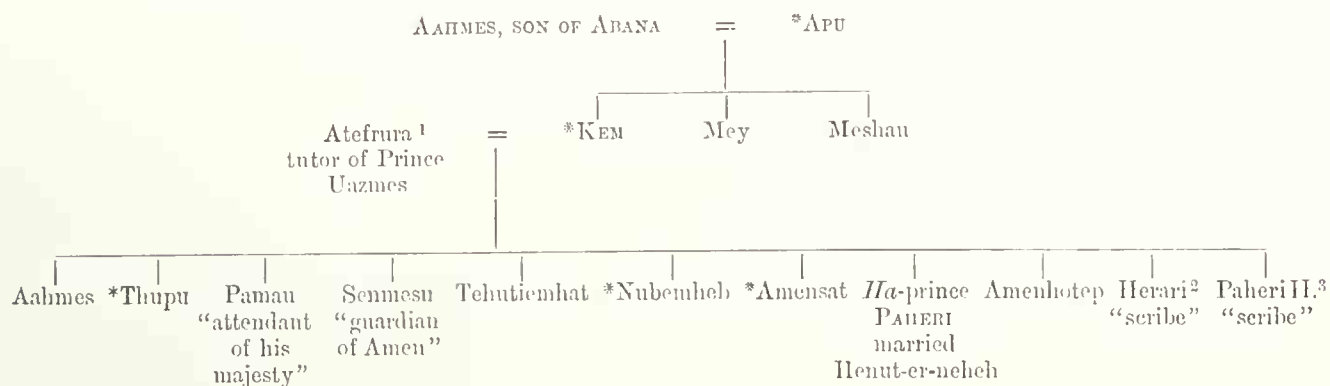 AAHMES, SON OF ABANA = *APU
Atefrura ¹ = *KEM Mey Meshau
tutor of Prince
Uazmes
Aahmes *Thupu Pamau Senmesu Tehutiemhat *Nubemheb *Amensat Ha-prince Amenhotep Herari ² Paheri II. ³
“attendant “guardian PAHERI “scribe” “scribe”
of his of Amen” married
majesty” Henut-er-neheh